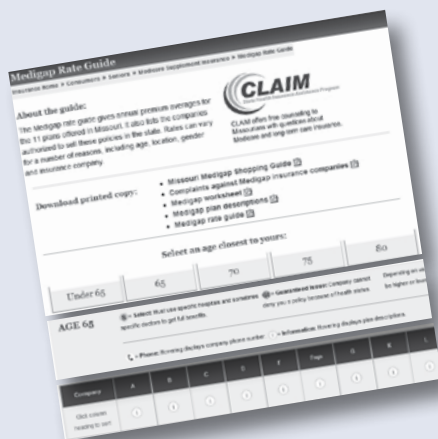 Medigap Rate Guide
Insurance Home » Consumers » Seniors » Medicare Supplement Insurance » Medigap Rate Guide
About the guide:
The Medigap rate guide gives annual premium averages for
the 11 plans offered in Missouri. It also lists the companies
authorized to sell these policies in the state. Rates can vary
for a number of reasons, including age, location, gender
and insurance company.
CLAIM
CLAIM offers free counseling to
Missourians with questions about
Medicare and long-term care insurance.
Download printed copy:
• Missouri Medigap Shopping Guide
• Complaints against Medigap insurance companies
• Medigap worksheet
• Medigap plan descriptions
• Medigap rate guide
Select an age closest to yours:
Under 65 65 70 75 80
AGE 65
S = Select: Must use specific hospitals and sometimes
specific doctors to get full benefits.
= Guaranteed Issue: Company cannot
deny you a policy because of health status.
Depending on
be higher or
= Phone: Hovering displays company phone number
i = Information: Hovering displays plan descriptions.
Company A B C D F G K L
Click column
heading to sort